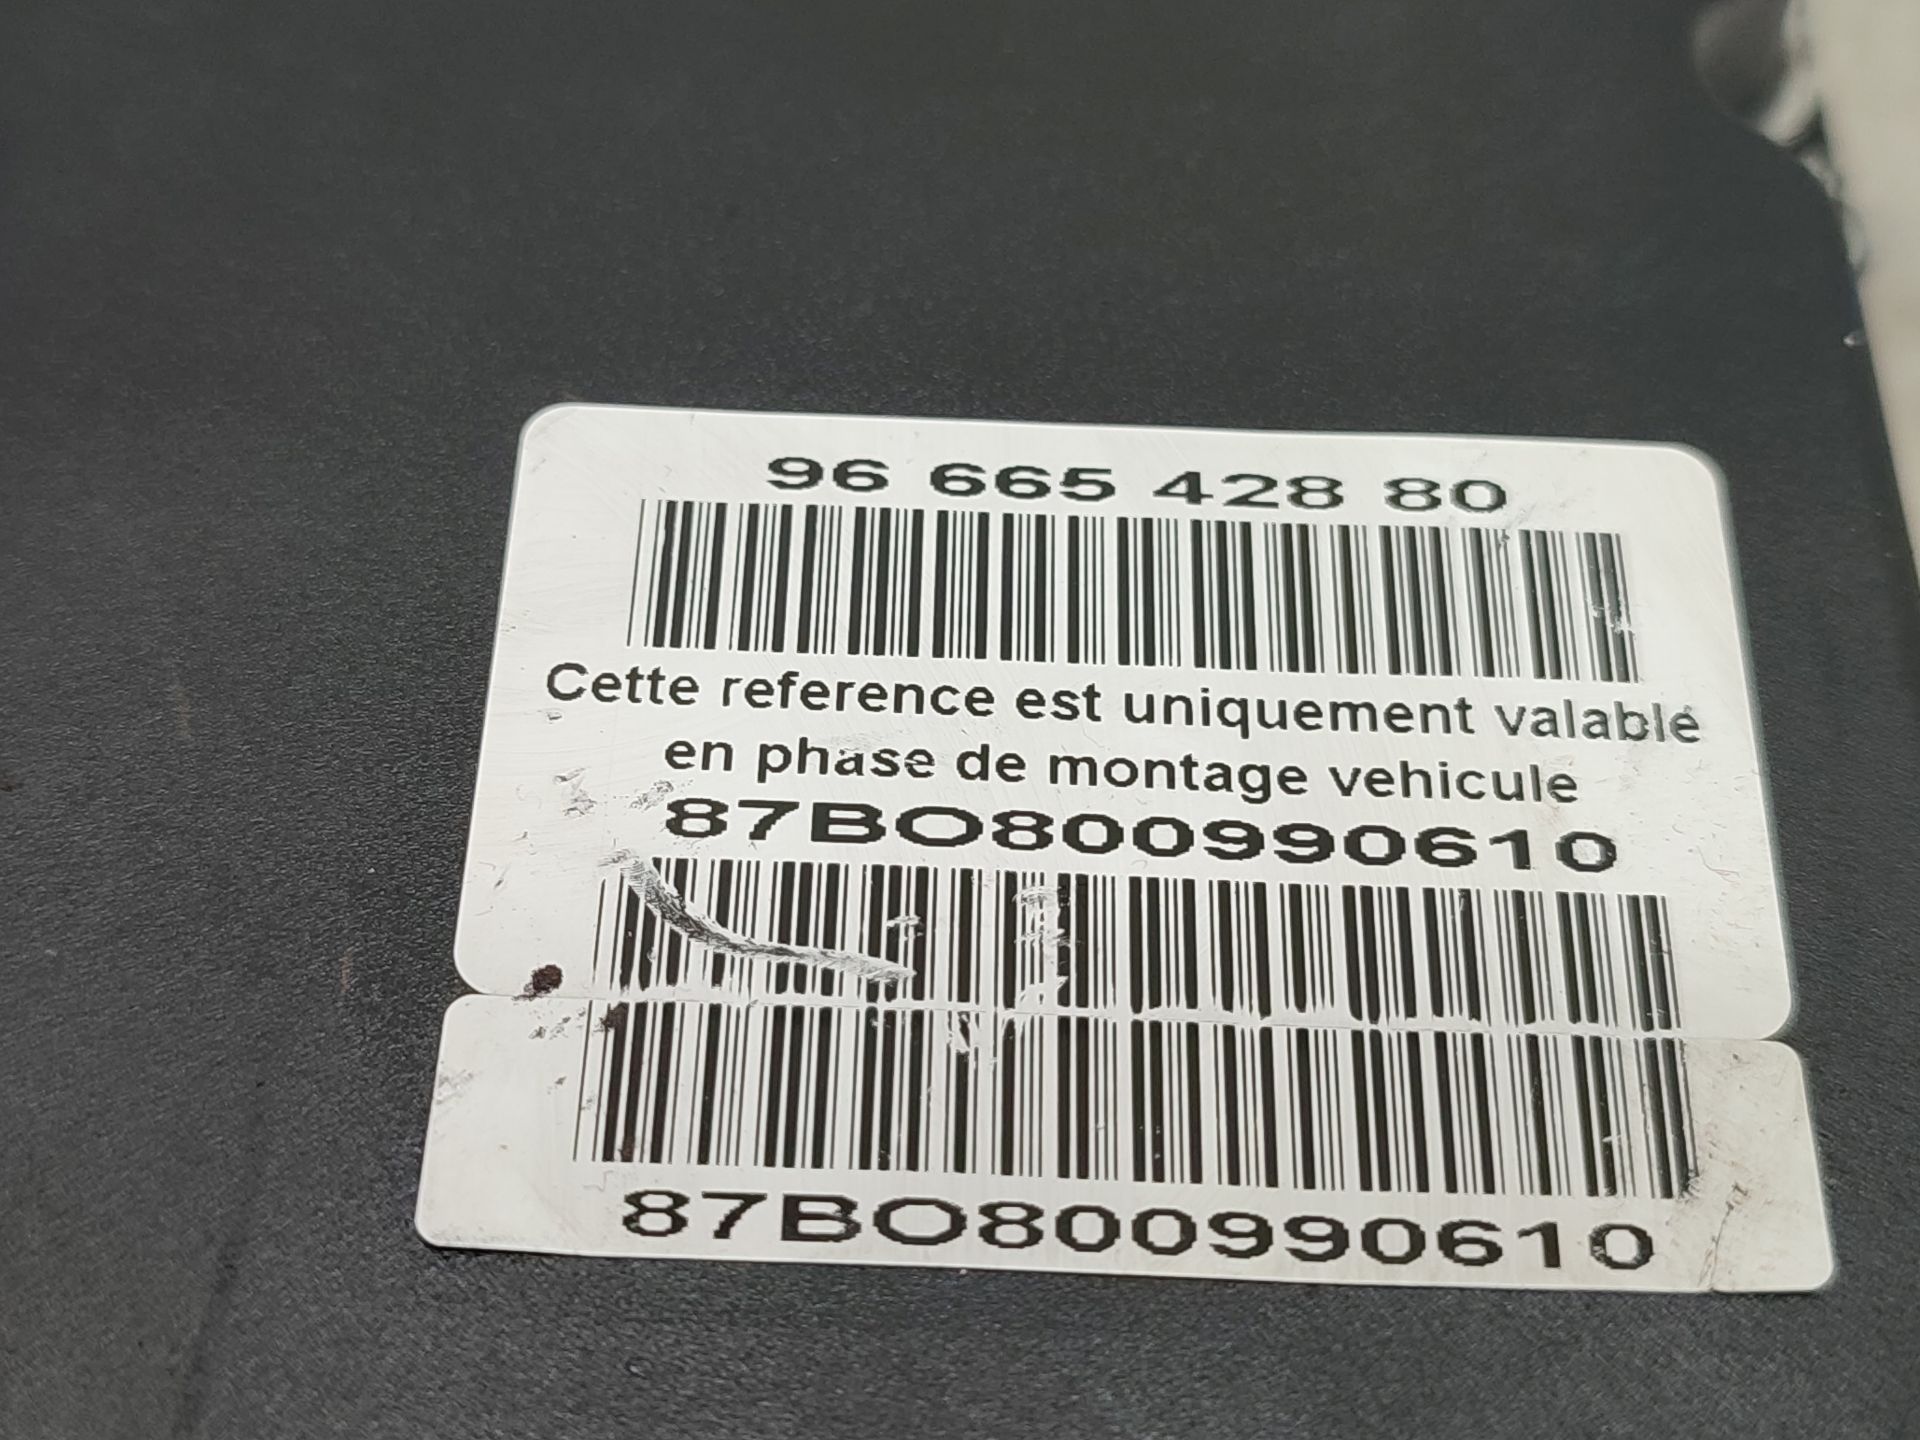 96 665 428 80
Cette reference est uniquement valable
en phase de montage vehicule
87BO800990610
87BO800990610